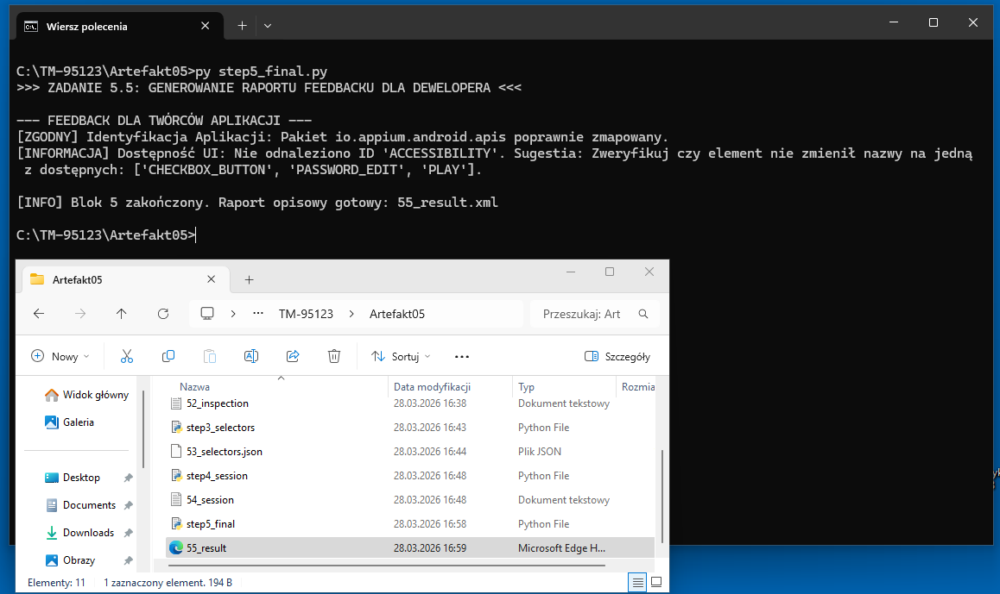 Wiersz polecenia
C:\TM-95123\Artefakt05>py step5_final.py
>>> ZADANIE 5.5: GENEROWANIE RAPORTU FEEDBACKU DLA DEWELOPERA <<<
--- FEEDBACK DLA TWÓRCÓW APLIKACJI ---
[ZGODNY] Identyfikacja Aplikacji: Pakiet io.appium.android.apis poprawnie zmapowany.
[INFORMACJA] Dostępność UI: Nie odnaleziono ID 'ACCESSIBILITY'. Sugestia: Zweryfikuj czy element nie zmienił nazwy na jedną
z dostępnych: ['CHECKBOX_BUTTON', 'PASSWORD_EDIT', 'PLAY'].
[INFO] Blok 5 zakończony. Raport opisowy gotowy: 55_result.xml
C:\TM-95123\Artefakt05>
Artefakt05
TM-95123 > Artefakt05
Przeszukaj: Art
Nowy
Sortuj
Szczegóły
Widok główny
Galeria
Desktop
Documents
Downloads
Obrazy
Nazwa Data modyfikacji Typ Rozmia
52_inspection 28.03.2026 16:38 Dokument tekstowy
step3_selectors 28.03.2026 16:43 Python File
53_selectors.json 28.03.2026 16:44 Plik JSON
step4_session 28.03.2026 16:48 Python File
54_session 28.03.2026 16:48 Dokument tekstowy
step5_final 28.03.2026 16:58 Python File
55_result 28.03.2026 16:59 Microsoft Edge H...
Elementy: 11 1 zaznaczony element. 194 B